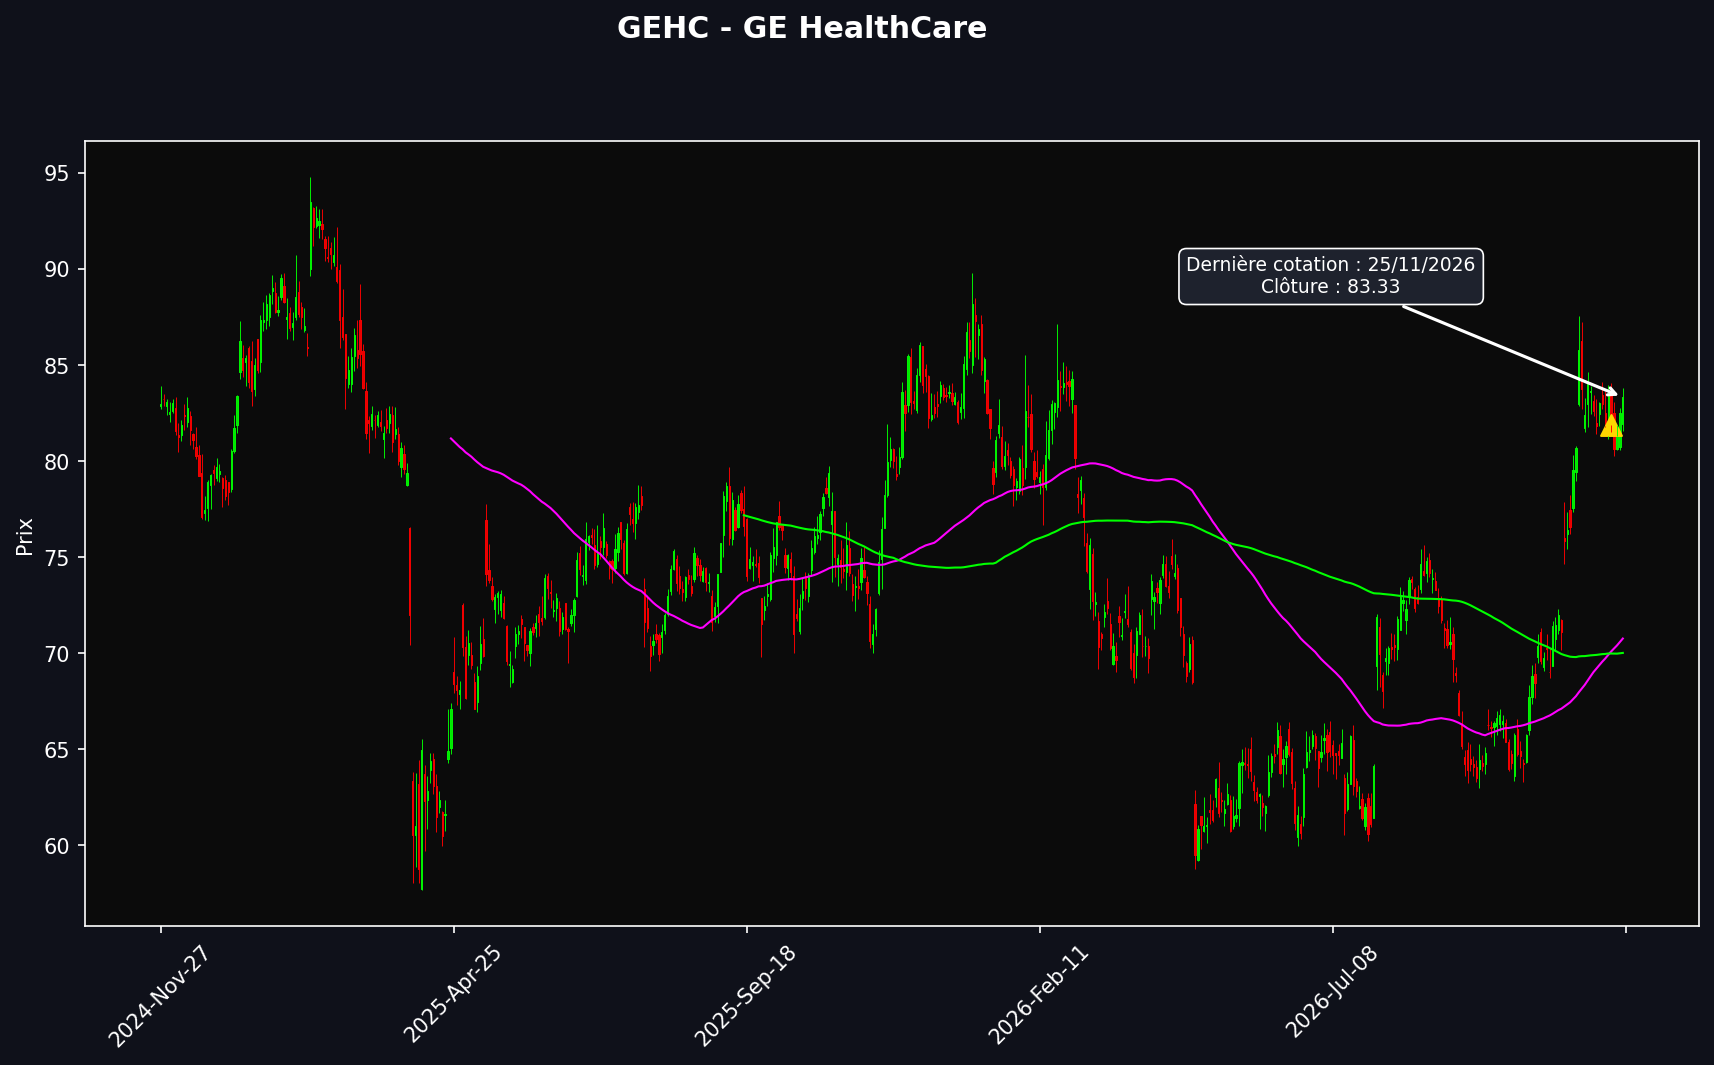 GEHC - GE HealthCare
Prix
95
90
85
80
75
70
65
60
Dernière cotation : 25/11/2026
Clôture : 83.33
2024-Nov-27
2025-Apr-25
2025-Sep-18
2026-Feb-11
2026-Jul-08